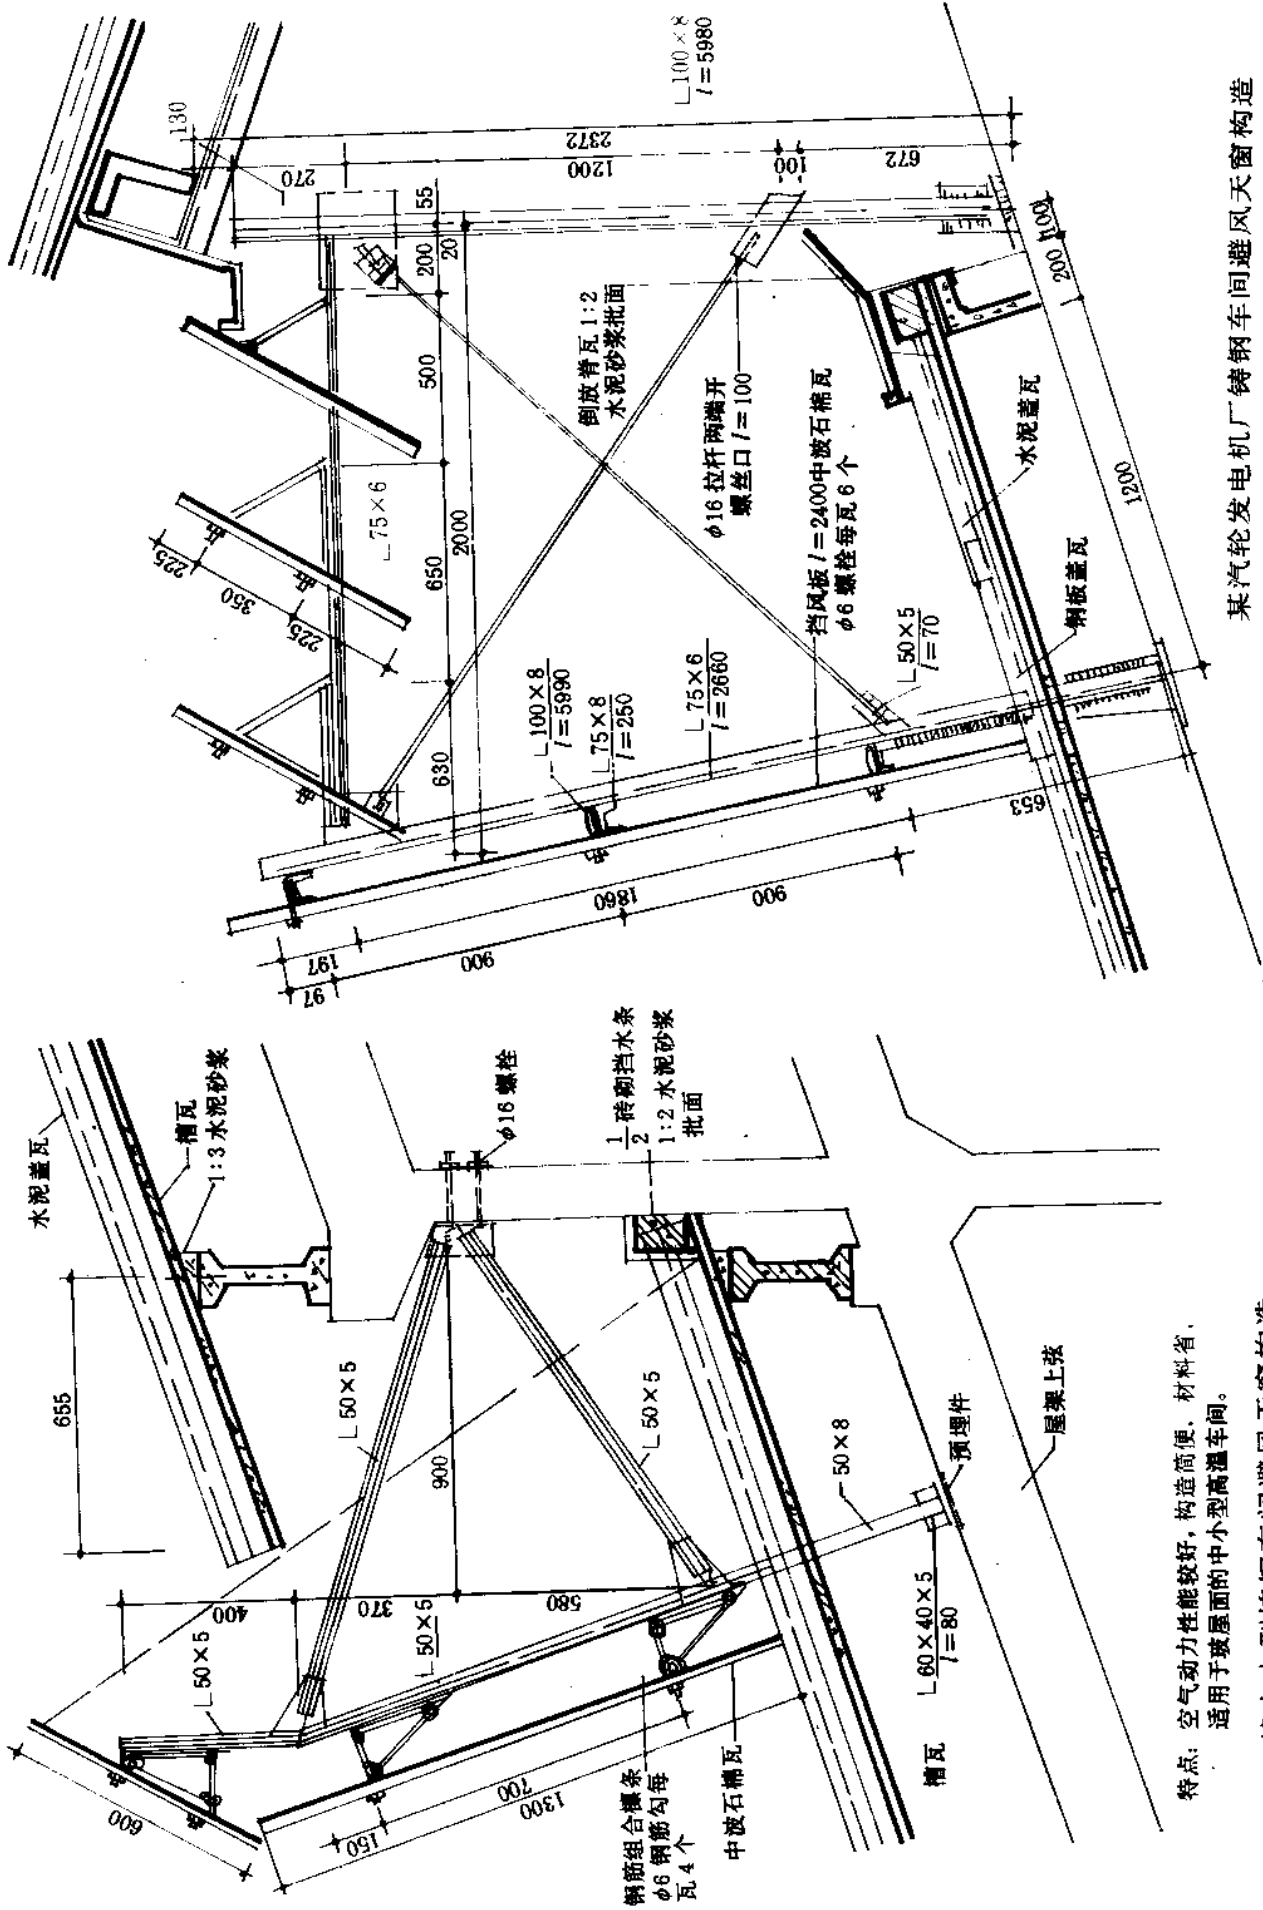 水泥盖瓦
槽瓦
1:3 水泥砂浆
655
600
400
370
580
900
∟50×5
∟50×5
∟50×5
∟50×5
φ16 螺栓
1/2 砖砌挡水条
1:2 水泥砂浆
批面
150
700
1300
钢筋组合檩条
φ6 钢筋勾每
瓦 4 个
中波石棉瓦
槽瓦
∟60×40×5
l=80
-50×8
预埋件
屋架上弦
特点: 空气动力性能较好, 构造简便、材料省,
适用于坡屋面的中小型高温车间。
130
270
1200
2372
100
672
∟100×8
l=5980
55
200
20
500
650
2000
630
225
350
225
∟75×6
倒放脊瓦 1:2
水泥砂浆批面
φ16 拉杆两端开
螺丝口 l=100
挡风板 l=2400中波石棉瓦
φ6 螺栓每瓦 6 个
∟100×8
l=5990
∟75×8
l=250
∟75×6
l=2660
∟50×5
l=70
水泥盖瓦
钢板盖瓦
100
200
1200
653
197
97
1860
900
900
某汽轮发电机厂铸钢车间避风天窗构造